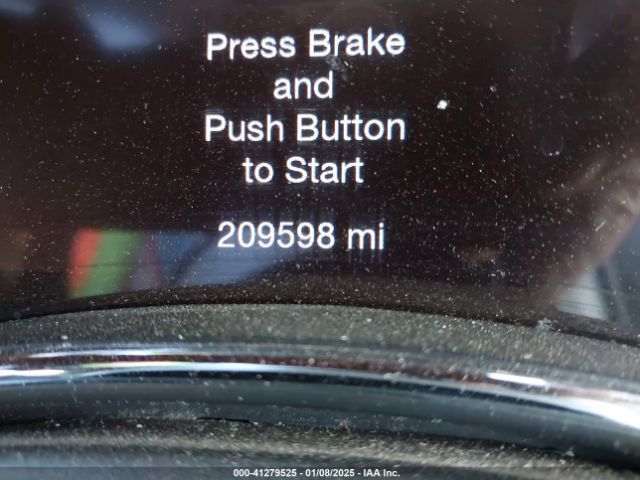 Press Brake
and
Push Button
to Start
209598 mi
000-41279525 - 01/08/2025 - IAA Inc.